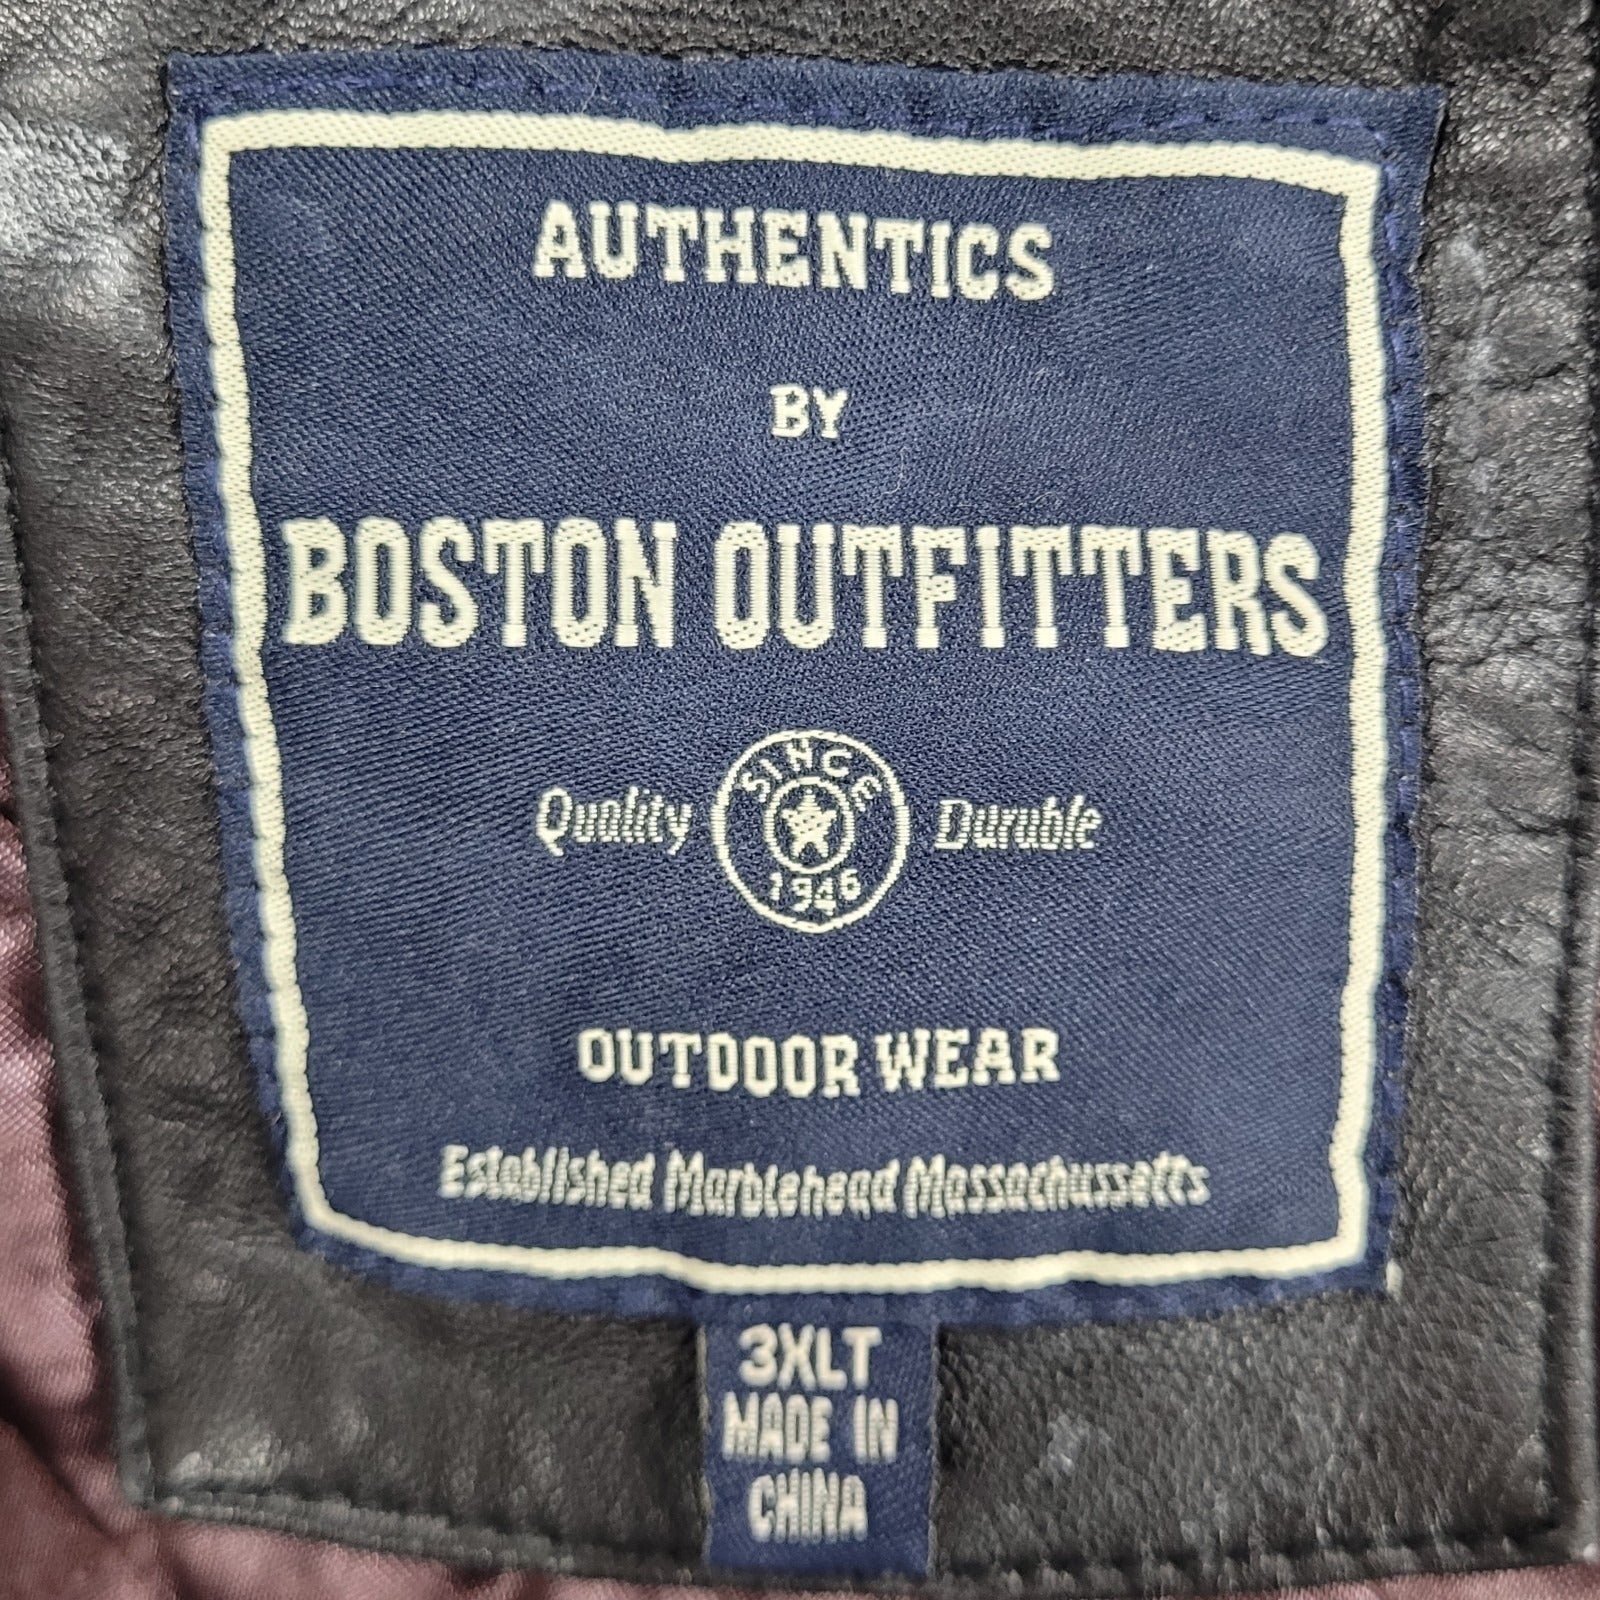 AUTHENTICS
BY
BOSTON OUTFITTERS
Quality SINCE 1946 Durable
OUTDOOR WEAR
Established Marblehead Massachussetts
3XLT
MADE IN
CHINA